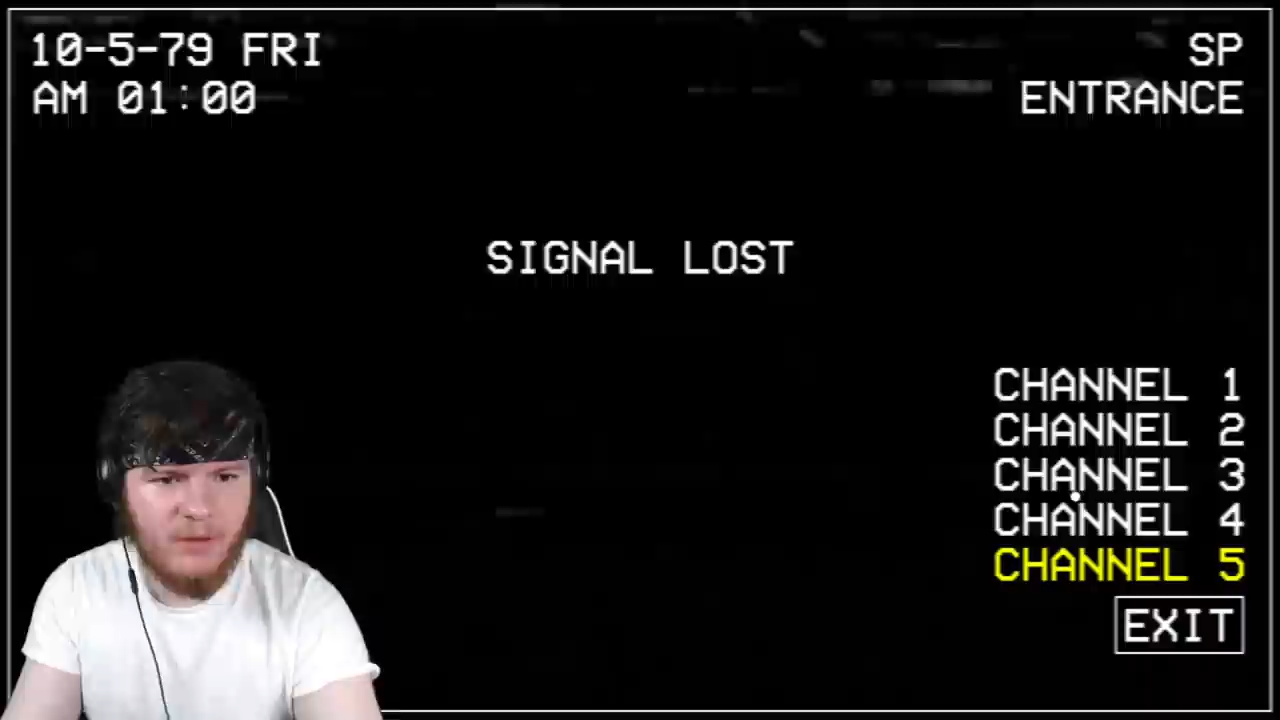 10-5-79 FRI
AM 01:00
SP
ENTRANCE
SIGNAL LOST
CHANNEL 1
CHANNEL 2
CHANNEL 3
CHANNEL 4
CHANNEL 5
EXIT